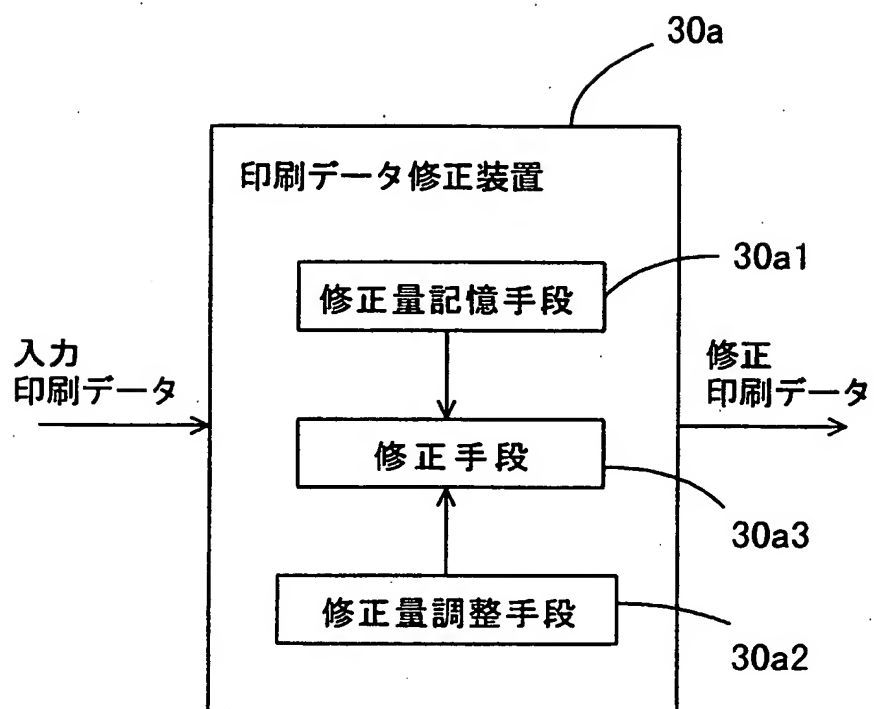 30a
印刷データ修正装置
30a1
修正量記憶手段
入力
印刷データ
修正
印刷データ
修正手段
30a3
修正量調整手段
30a2